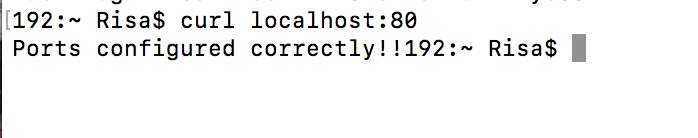 [192:~ Risa$ curl localhost:80
Ports configured correctly!!192:~ Risa$